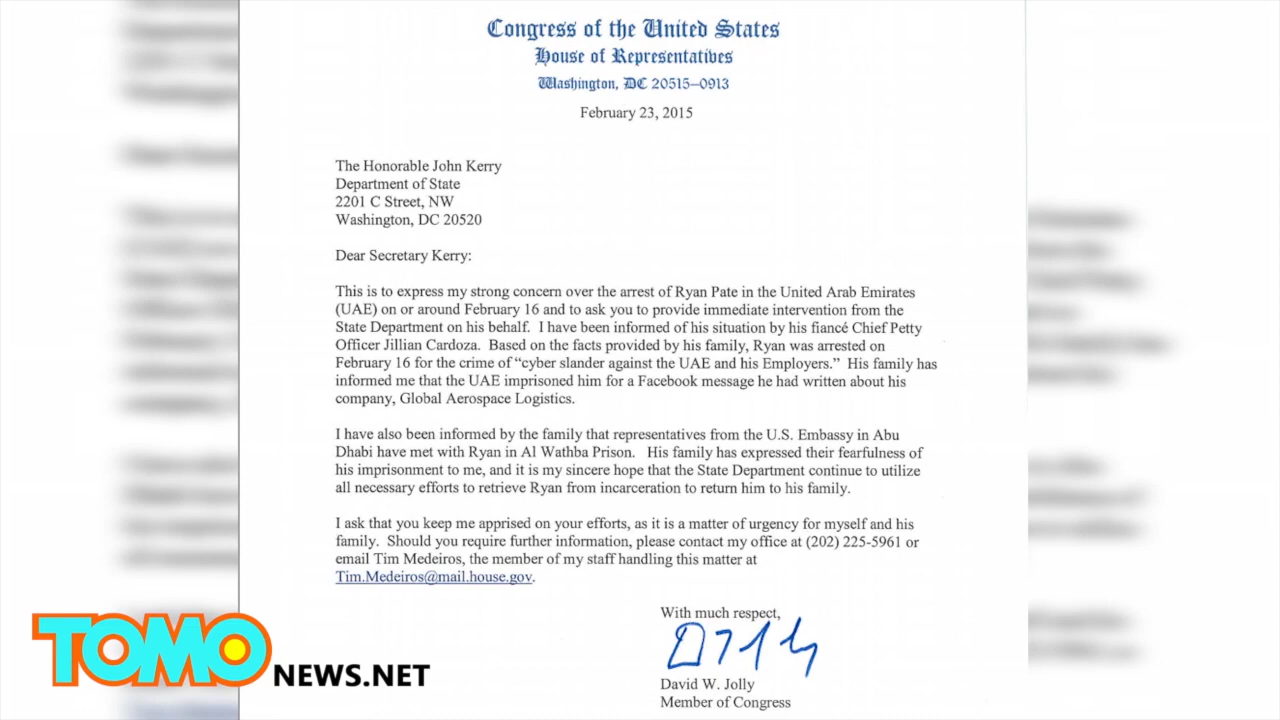 Congress of the United States
House of Representatives
Washington, DC 20515–0913
February 23, 2015
The Honorable John Kerry
Department of State
2201 C Street, NW
Washington, DC 20520
Dear Secretary Kerry:
This is to express my strong concern over the arrest of Ryan Pate in the United Arab Emirates
(UAE) on or around February 16 and to ask you to provide immediate intervention from the
State Department on his behalf.  I have been informed of his situation by his fiancé Chief Petty
Officer Jillian Cardoza.  Based on the facts provided by his family, Ryan was arrested on
February 16 for the crime of “cyber slander against the UAE and his Employers.”  His family has
informed me that the UAE imprisoned him for a Facebook message he had written about his
company, Global Aerospace Logistics.
I have also been informed by the family that representatives from the U.S. Embassy in Abu
Dhabi have met with Ryan in Al Wathba Prison.   His family has expressed their fearfulness of
his imprisonment to me, and it is my sincere hope that the State Department continue to utilize
all necessary efforts to retrieve Ryan from incarceration to return him to his family.
I ask that you keep me apprised on your efforts, as it is a matter of urgency for myself and his
family.  Should you require further information, please contact my office at (202) 225-5961 or
email Tim Medeiros, the member of my staff handling this matter at
Tim.Medeiros@mail.house.gov.
With much respect,
David W. Jolly
Member of Congress
TOMO
NEWS.NET